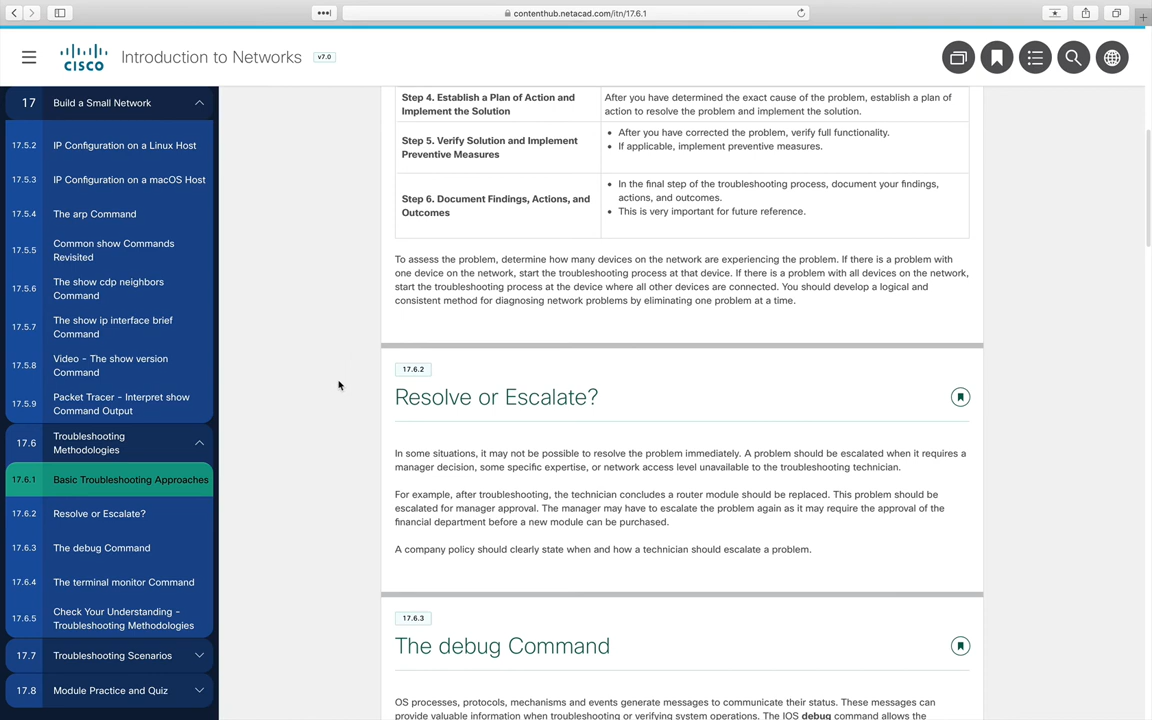 contenthub.netacad.com/itn/17.6.1
CISCO
Introduction to Networks
v7.0
17 Build a Small Network
17.5.2 IP Configuration on a Linux Host
17.5.3 IP Configuration on a macOS Host
17.5.4 The arp Command
17.5.5 Common show Commands
Revisited
17.5.6 The show cdp neighbors
Command
17.5.7 The show ip interface brief
Command
17.5.8 Video - The show version
Command
17.5.9 Packet Tracer - Interpret show
Command Output
17.6 Troubleshooting
Methodologies
17.6.1 Basic Troubleshooting Approaches
17.6.2 Resolve or Escalate?
17.6.3 The debug Command
17.6.4 The terminal monitor Command
17.6.5 Check Your Understanding -
Troubleshooting Methodologies
17.7 Troubleshooting Scenarios
17.8 Module Practice and Quiz
Step 4. Establish a Plan of Action and
Implement the Solution
After you have determined the exact cause of the problem, establish a plan of
action to resolve the problem and implement the solution.
Step 5. Verify Solution and Implement
Preventive Measures
• After you have corrected the problem, verify full functionality.
• If applicable, implement preventive measures.
Step 6. Document Findings, Actions, and
Outcomes
• In the final step of the troubleshooting process, document your findings,
actions, and outcomes.
• This is very important for future reference.
To assess the problem, determine how many devices on the network are experiencing the problem. If there is a problem with
one device on the network, start the troubleshooting process at that device. If there is a problem with all devices on the network,
start the troubleshooting process at the device where all other devices are connected. You should develop a logical and
consistent method for diagnosing network problems by eliminating one problem at a time.
17.6.2
Resolve or Escalate?
In some situations, it may not be possible to resolve the problem immediately. A problem should be escalated when it requires a
manager decision, some specific expertise, or network access level unavailable to the troubleshooting technician.
For example, after troubleshooting, the technician concludes a router module should be replaced. This problem should be
escalated for manager approval. The manager may have to escalate the problem again as it may require the approval of the
financial department before a new module can be purchased.
A company policy should clearly state when and how a technician should escalate a problem.
17.6.3
The debug Command
OS processes, protocols, mechanisms and events generate messages to communicate their status. These messages can
provide valuable information when troubleshooting or verifying system operations. The IOS debug command allows the